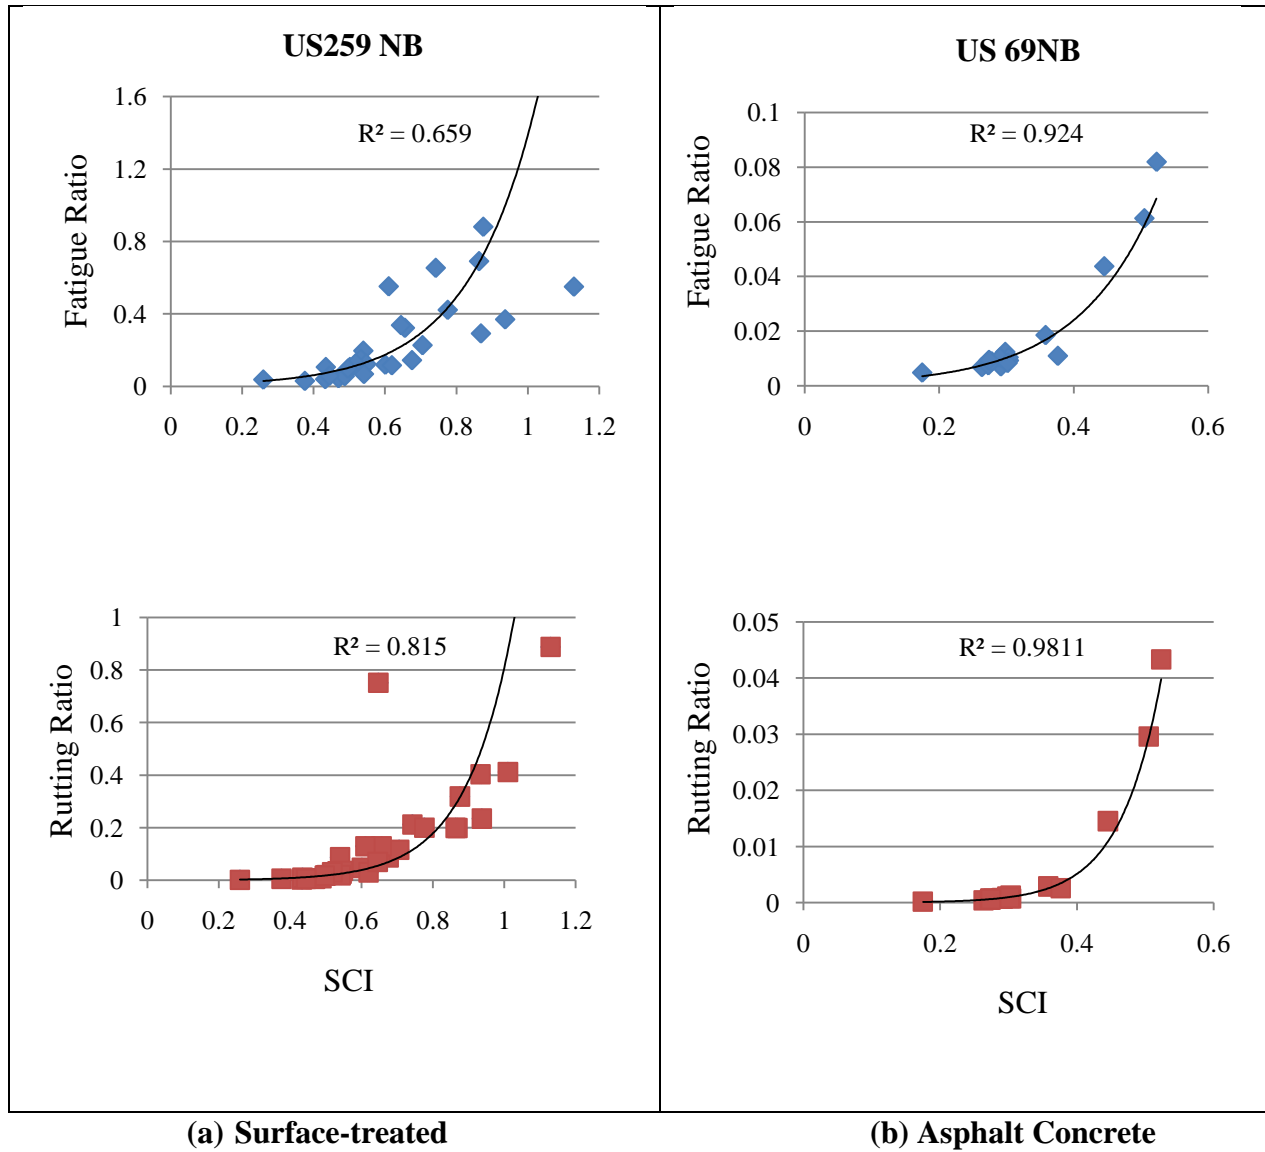 US259 NB
Fatigue Ratio
1.6
1.2
0.8
0.4
0
R² = 0.659
0 0.2 0.4 0.6 0.8 1 1.2
Rutting Ratio
1
0.8
0.6
0.4
0.2
0
R² = 0.815
0 0.2 0.4 0.6 0.8 1 1.2
SCI
(a) Surface-treated
US 69NB
Fatigue Ratio
0.1
0.08
0.06
0.04
0.02
0
R² = 0.924
0 0.2 0.4 0.6
Rutting Ratio
0.05
0.04
0.03
0.02
0.01
0
R² = 0.9811
0 0.2 0.4 0.6
SCI
(b) Asphalt Concrete